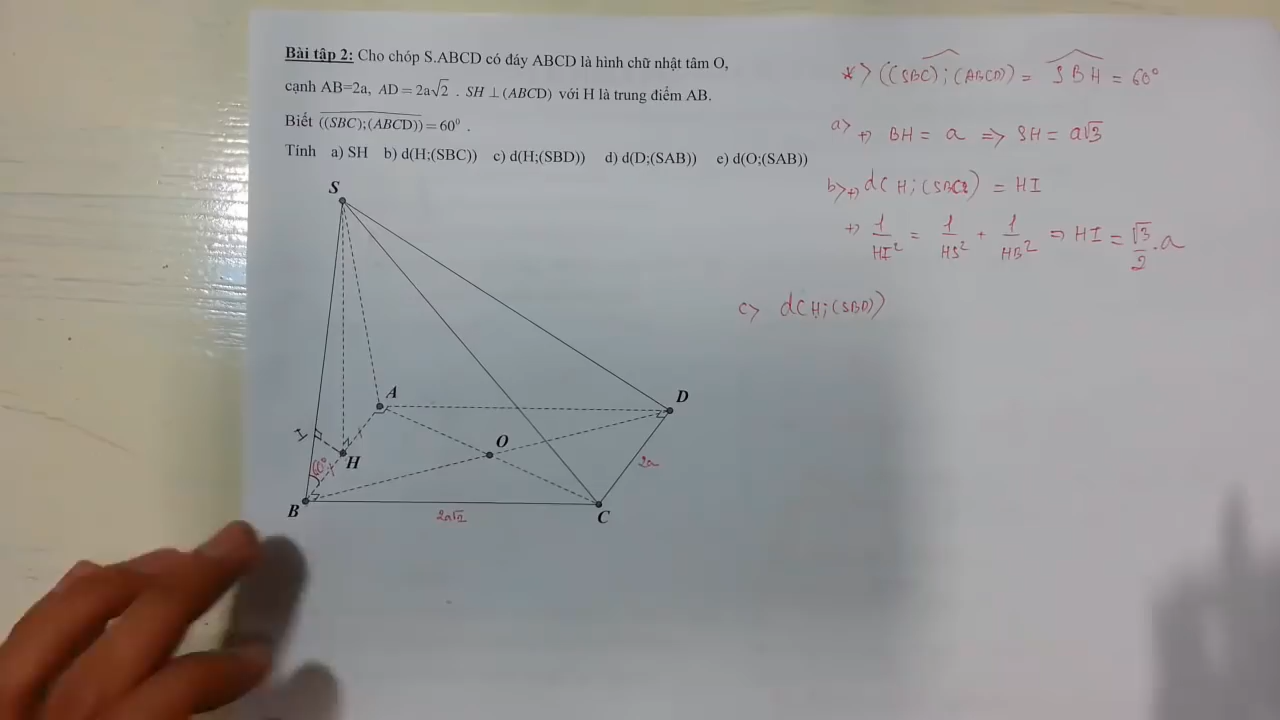 Bài tập 2: Cho chóp S.ABCD có đáy ABCD là hình chữ nhật tâm O,
cạnh AB=2a, AD = 2a√2 . SH ⊥ (ABCD) với H là trung điểm AB.
Biết ((SBC);(ABCD)) = 60⁰ .
Tính a) SH b) d(H;(SBC)) c) d(H;(SBD)) d) d(D;(SAB)) e) d(O;(SAB))
*> ((SBC);(ABCD)) = SBH = 60°
a> +) BH = a => SH = a√3
b> +) d(H;(SBC)) = HI
+) 1/HI² = 1/HS² + 1/HB² => HI = √3/2 . a
c> d(H;(SBD))
S
A
D
I
O
H
60°
2a
B
C
2a√2